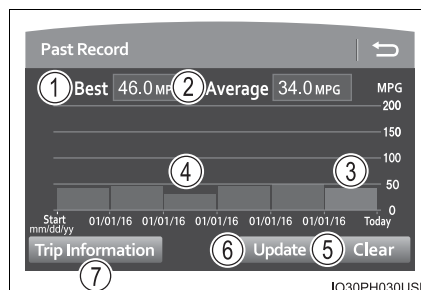 Past Record
1 Best 46.0 MP 2 Average 34.0 MPG MPG
200
150
100
4 3
50
0
Start 01/01/16 01/01/16 01/01/16 01/01/16 01/01/16 Today
mm/dd/yy
Trip Information 6 Update 5 Clear
7
IO30PH030US